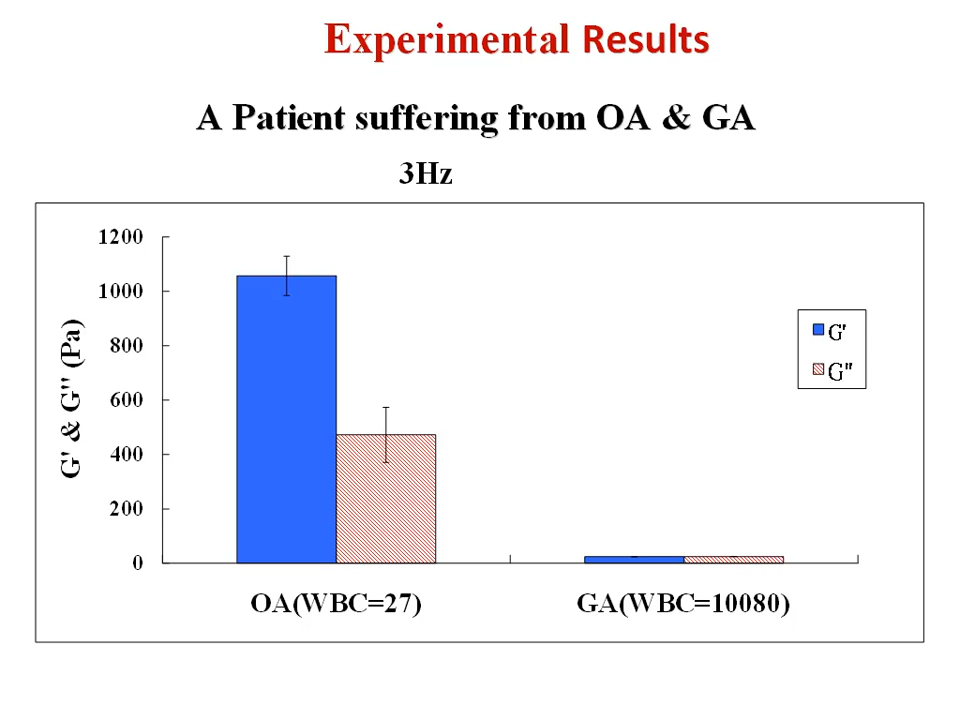 Experimental Results
A Patient suffering from OA & GA
3Hz
1200
1000
800
600
400
200
0
G' & G'' (Pa)
G'
G"
OA(WBC=27)
GA(WBC=10080)